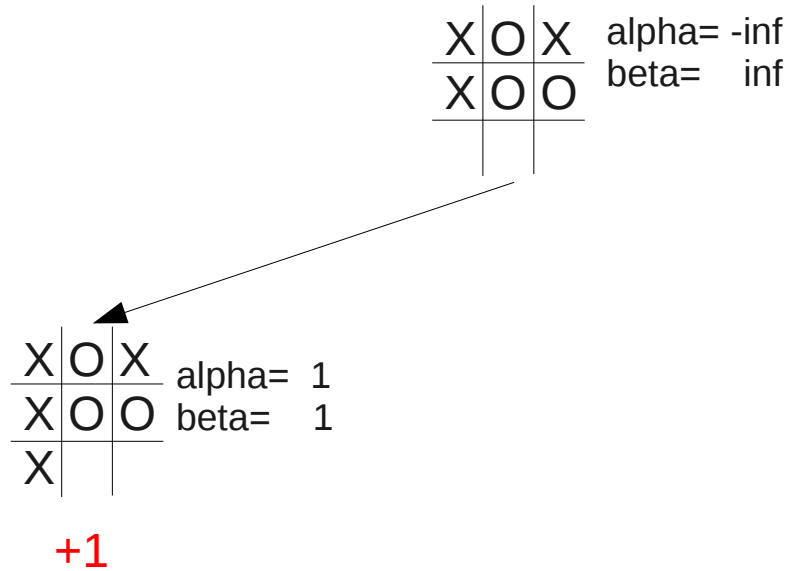 X O X
X O O
alpha= -inf
beta= inf
X O X
X O O
X
alpha= 1
beta= 1
+1